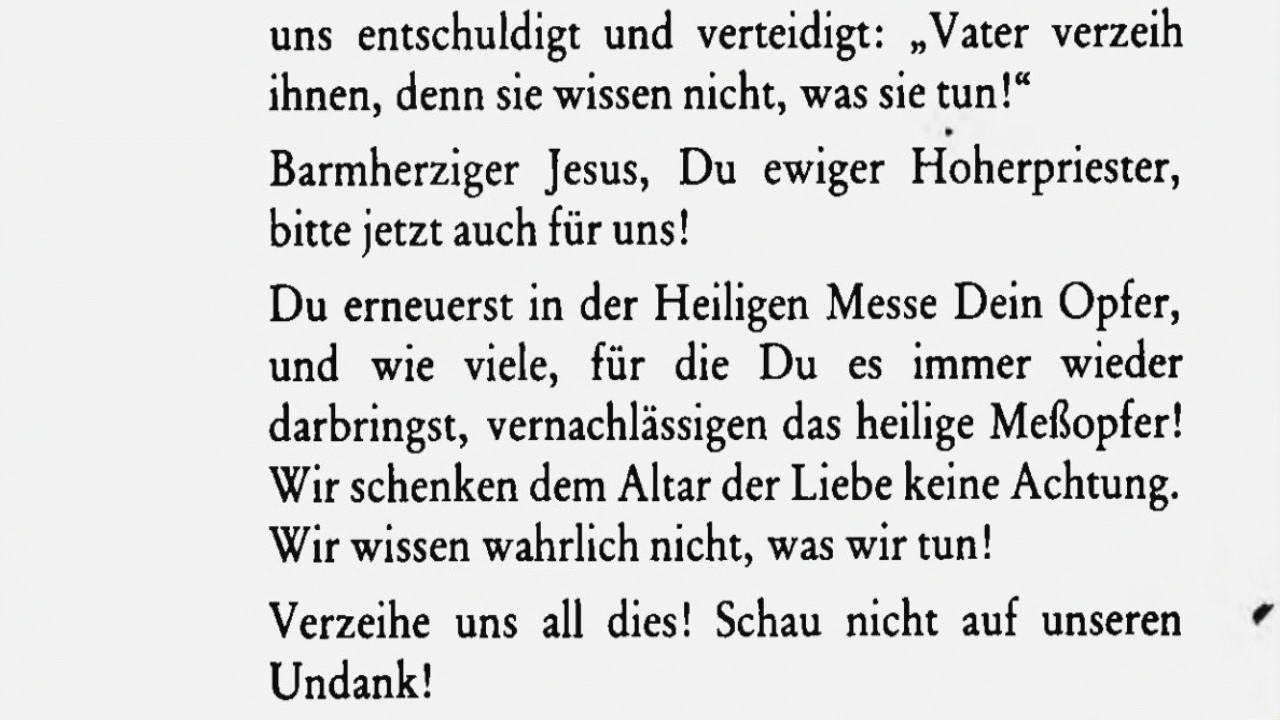 uns entschuldigt und verteidigt: „Vater verzeih
ihnen, denn sie wissen nicht, was sie tun!“
Barmherziger Jesus, Du ewiger Hoherpriester,
bitte jetzt auch für uns!
Du erneuerst in der Heiligen Messe Dein Opfer,
und wie viele, für die Du es immer wieder
darbringst, vernachlässigen das heilige Meßopfer!
Wir schenken dem Altar der Liebe keine Achtung.
Wir wissen wahrlich nicht, was wir tun!
Verzeihe uns all dies! Schau nicht auf unseren
Undank!